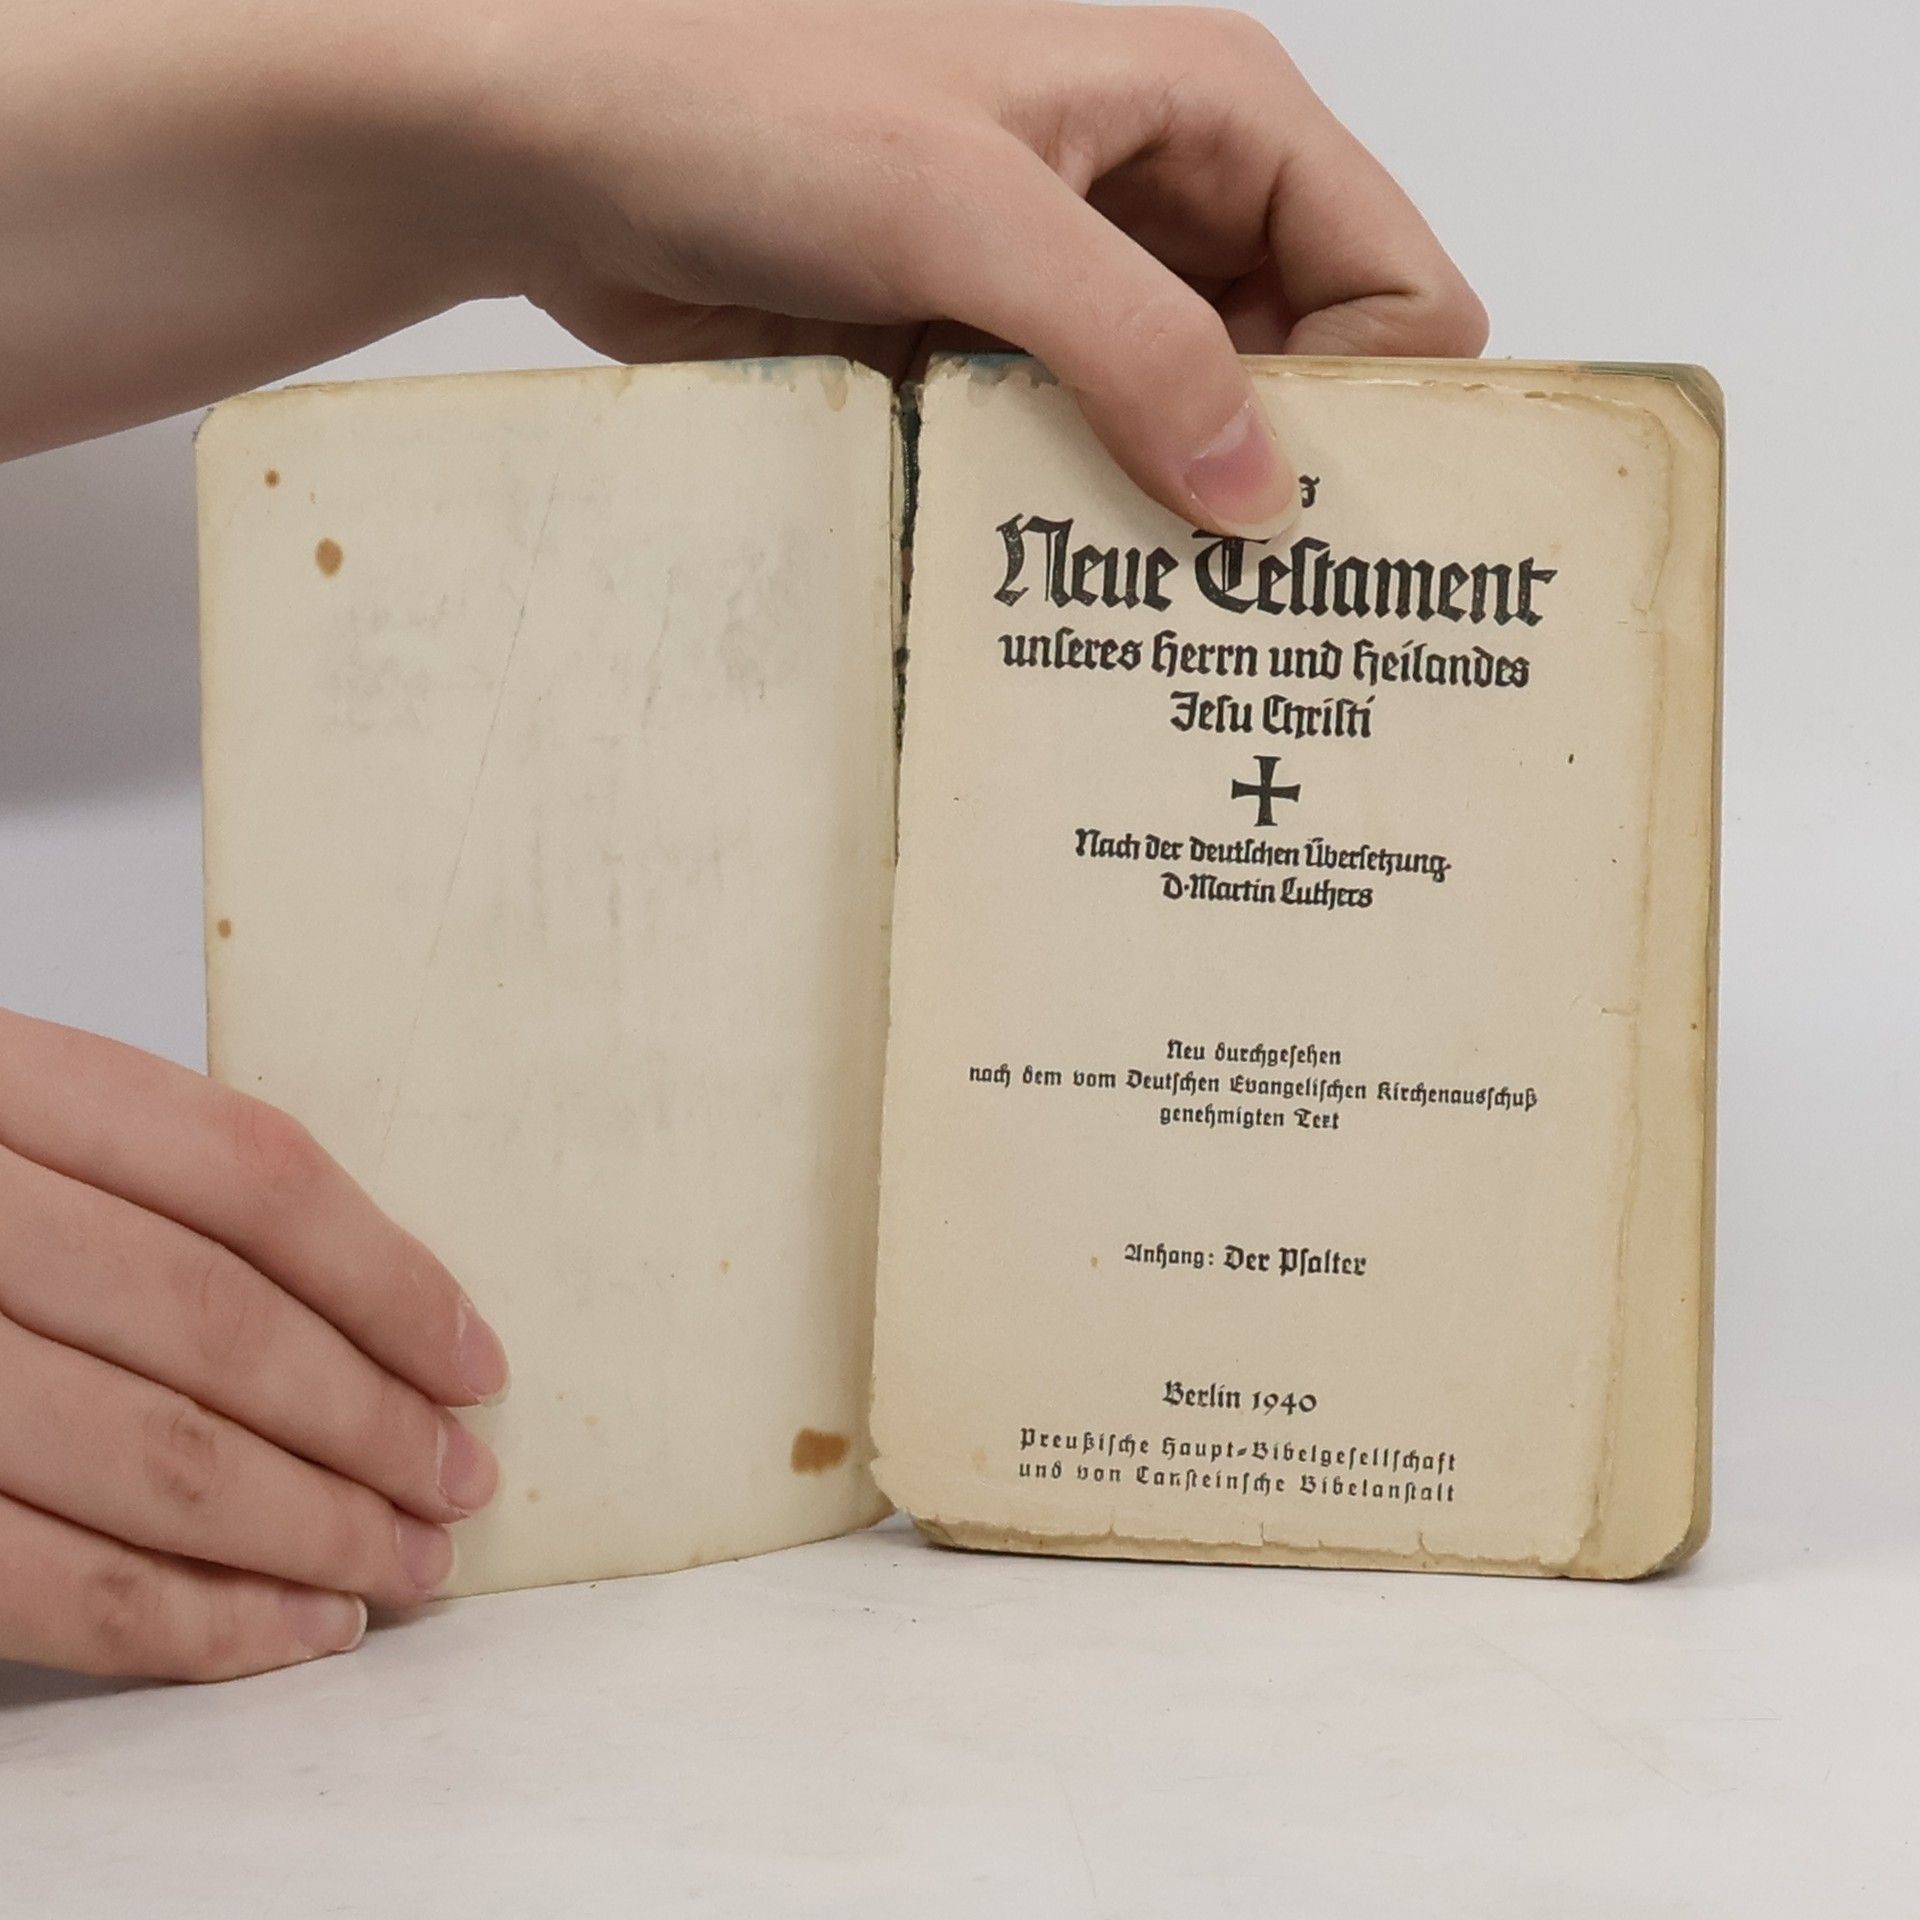 Neue Testament
unseres Herrn und Heilandes
Jesu Christi
Nach der deutschen Übersetzung
D. Martin Luthers
Neu durchgesehen
nach dem vom Deutschen Evangelischen Kirchenausschuß
genehmigten Text
Anhang: Der Psalter
Berlin 1940
Preußische Haupt-Bibelgesellschaft
und von Cansteinsche Bibelanstalt